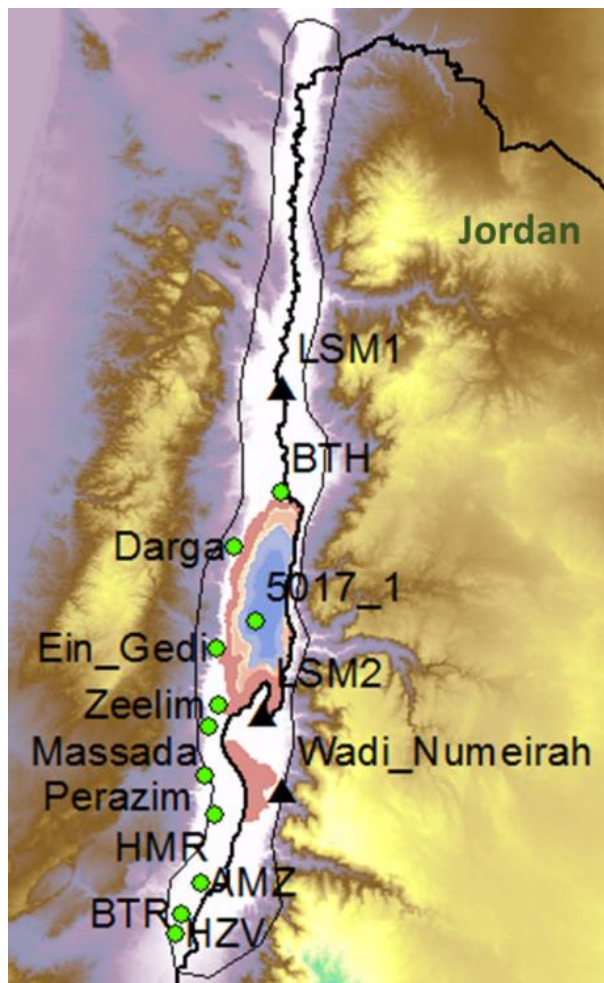 Jordan
LSM1
BTH
Darga
5017_1
Ein_Gedi
LSM2
Zeelim
Massada
Wadi_Numeirah
Perazim
HMR
AMZ
BTR
HZV